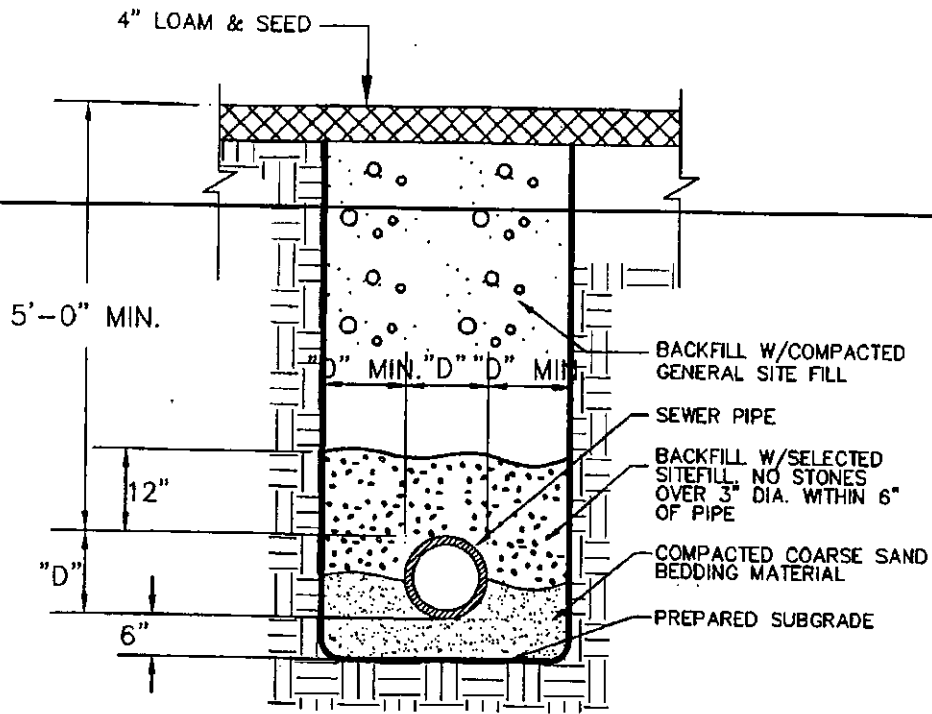 4" LOAM & SEED
5'-0" MIN.
"D" MIN. "D" "D" MIN
BACKFILL W/COMPACTED
GENERAL SITE FILL
SEWER PIPE
BACKFILL W/SELECTED
SITEFILL. NO STONES
OVER 3" DIA. WITHIN 6"
OF PIPE
12"
"D"
COMPACTED COARSE SAND
BEDDING MATERIAL
6"
PREPARED SUBGRADE